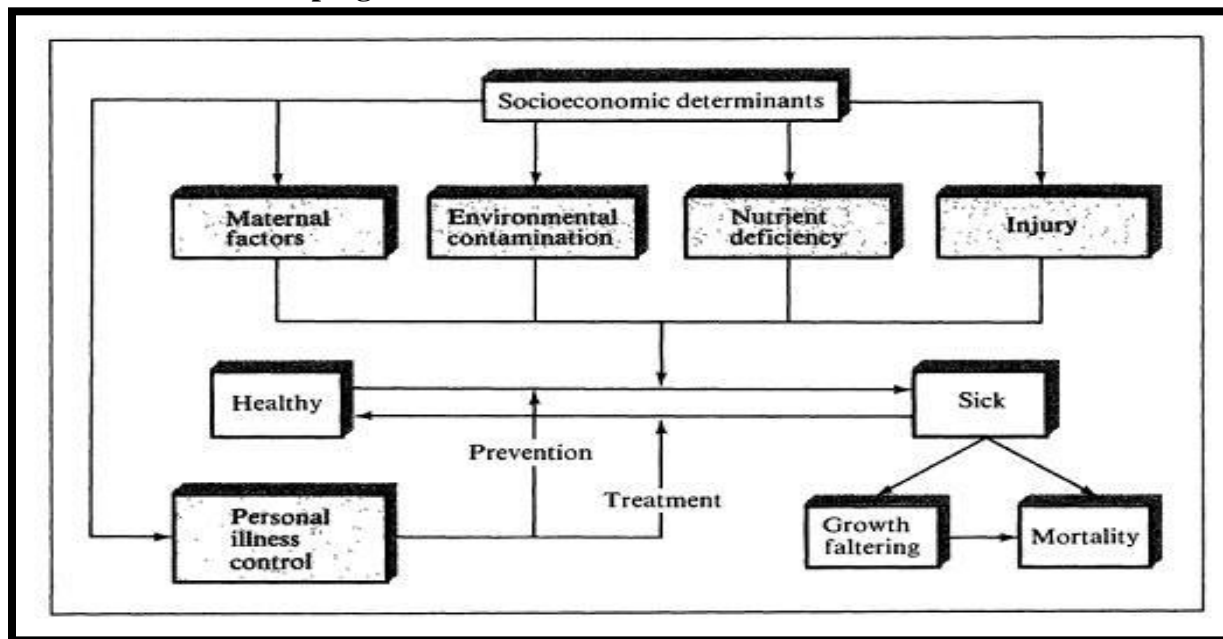 Socioeconomic determinants
Maternal
factors
Environmental
contamination
Nutrient
deficiency
Injury
Healthy
Sick
Prevention
Treatment
Personal
illness
control
Growth
faltering
Mortality